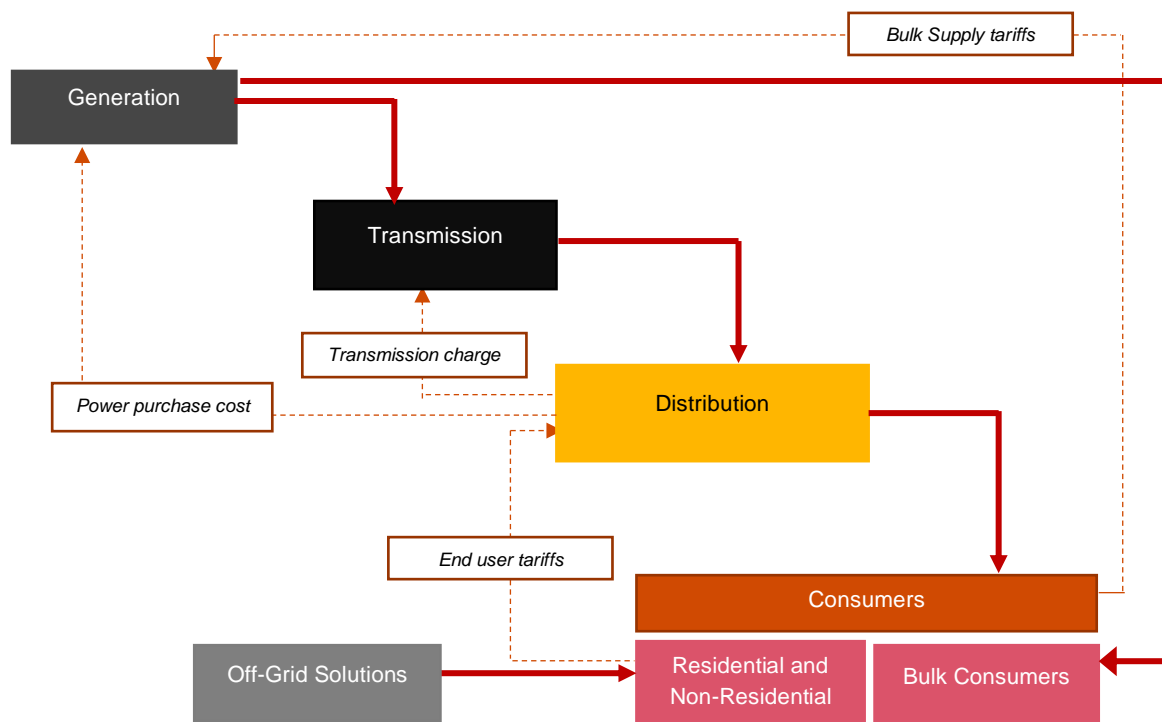 Bulk Supply tariffs
Generation
Transmission
Transmission charge
Power purchase cost
Distribution
End user tariffs
Consumers
Off-Grid Solutions
Residential and
Non-Residential
Bulk Consumers